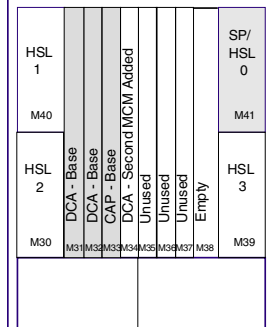 HSL
1
M40
HSL
2
M30
DCA - Base
M31
DCA - Base
M32
CAP - Base
M33
DCA - Second MCM Added
M34
Unused
M35
Unused
M36
Unused
M37
Empty
M38
SP/
HSL
0
M41
HSL
3
M39